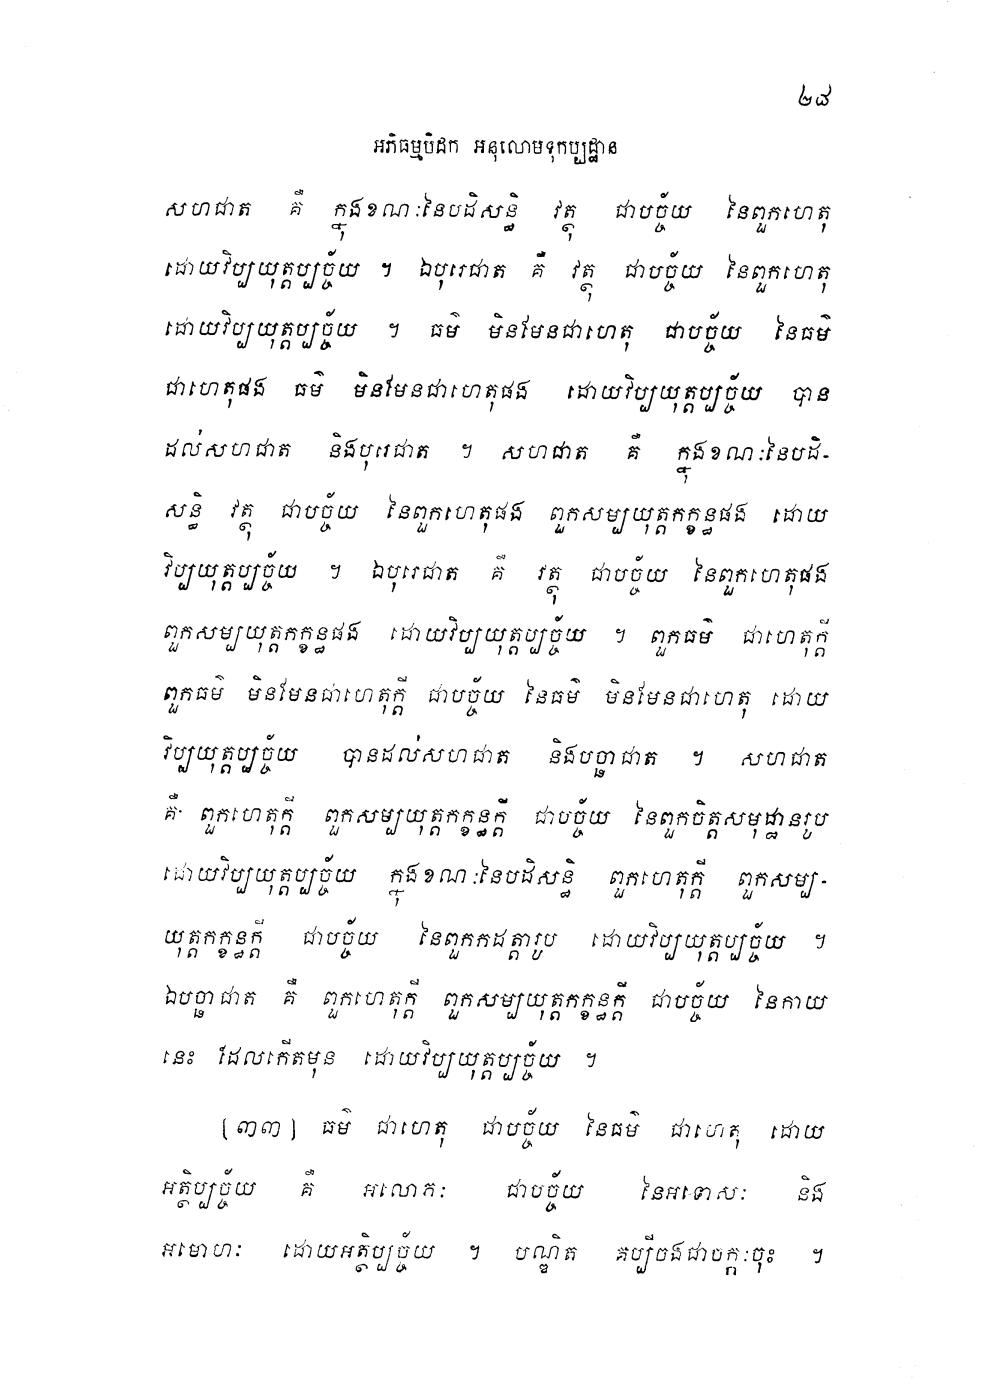 ២៨
អភិធម្មបិដក អនុលោមទុកប្បដ្ឋាន
សហជាត គឺ ក្នុងខណៈនៃបដិសន្ធិ វត្ថុ ជាបច្ច័យ នៃពួកហេតុ
ដោយវិប្បយុត្តប្បច្ច័យ ។ ឯបុរេជាត គឺ វត្ថុ ជាបច្ច័យ នៃពួកហេតុ
ដោយវិប្បយុត្តប្បច្ច័យ ។ ធម៌ មិនមែនជាហេតុ ជាបច្ច័យ នៃធម៌
ជាហេតុផង ធម៌ មិនមែនជាហេតុផង ដោយវិប្បយុត្តប្បច្ច័យ បាន
ដល់សហជាត និងបុរេជាត ។ សហជាត គឺ ក្នុងខណៈនៃបដិ-
សន្ធិ វត្ថុ ជាបច្ច័យ នៃពួកហេតុផង ពួកសម្បយុត្តកក្ខន្ធផង ដោយ
វិប្បយុត្តប្បច្ច័យ ។ ឯបុរេជាត គឺ វត្ថុ ជាបច្ច័យ នៃពួកហេតុផង
ពួកសម្បយុត្តកក្ខន្ធផង ដោយវិប្បយុត្តប្បច្ច័យ ។ ពួកធម៌ ជាហេតុក្តី
ពួកធម៌ មិនមែនជាហេតុក្តី ជាបច្ច័យ នៃធម៌ មិនមែនជាហេតុ ដោយ
វិប្បយុត្តប្បច្ច័យ បានដល់សហជាត និងបច្ឆាជាត ។ សហជាត
គឺ ពួកហេតុក្តី ពួកសម្បយុត្តកក្ខន្ធក្តី ជាបច្ច័យ នៃពួកចិត្តសមុដ្ឋានរូប
ដោយវិប្បយុត្តប្បច្ច័យ ក្នុងខណៈនៃបដិសន្ធិ ពួកហេតុក្តី ពួកសម្ប-
យុត្តកក្ខន្ធក្តី ជាបច្ច័យ នៃពួកកដត្តារូប ដោយវិប្បយុត្តប្បច្ច័យ ។
ឯបច្ឆាជាត គឺ ពួកហេតុក្តី ពួកសម្បយុត្តកក្ខន្ធក្តី ជាបច្ច័យ នៃកាយ
នេះ ដែលកើតមុន ដោយវិប្បយុត្តប្បច្ច័យ ។
(៣៣) ធម៌ ជាហេតុ ជាបច្ច័យ នៃធម៌ ជាហេតុ ដោយ
អត្ថិប្បច្ច័យ គឺ អលោភៈ ជាបច្ច័យ នៃអទោសៈ និង
អមោហៈ ដោយអត្ថិប្បច្ច័យ ។ បណ្ឌិត គប្បីចងជាចក្កៈចុះ ។